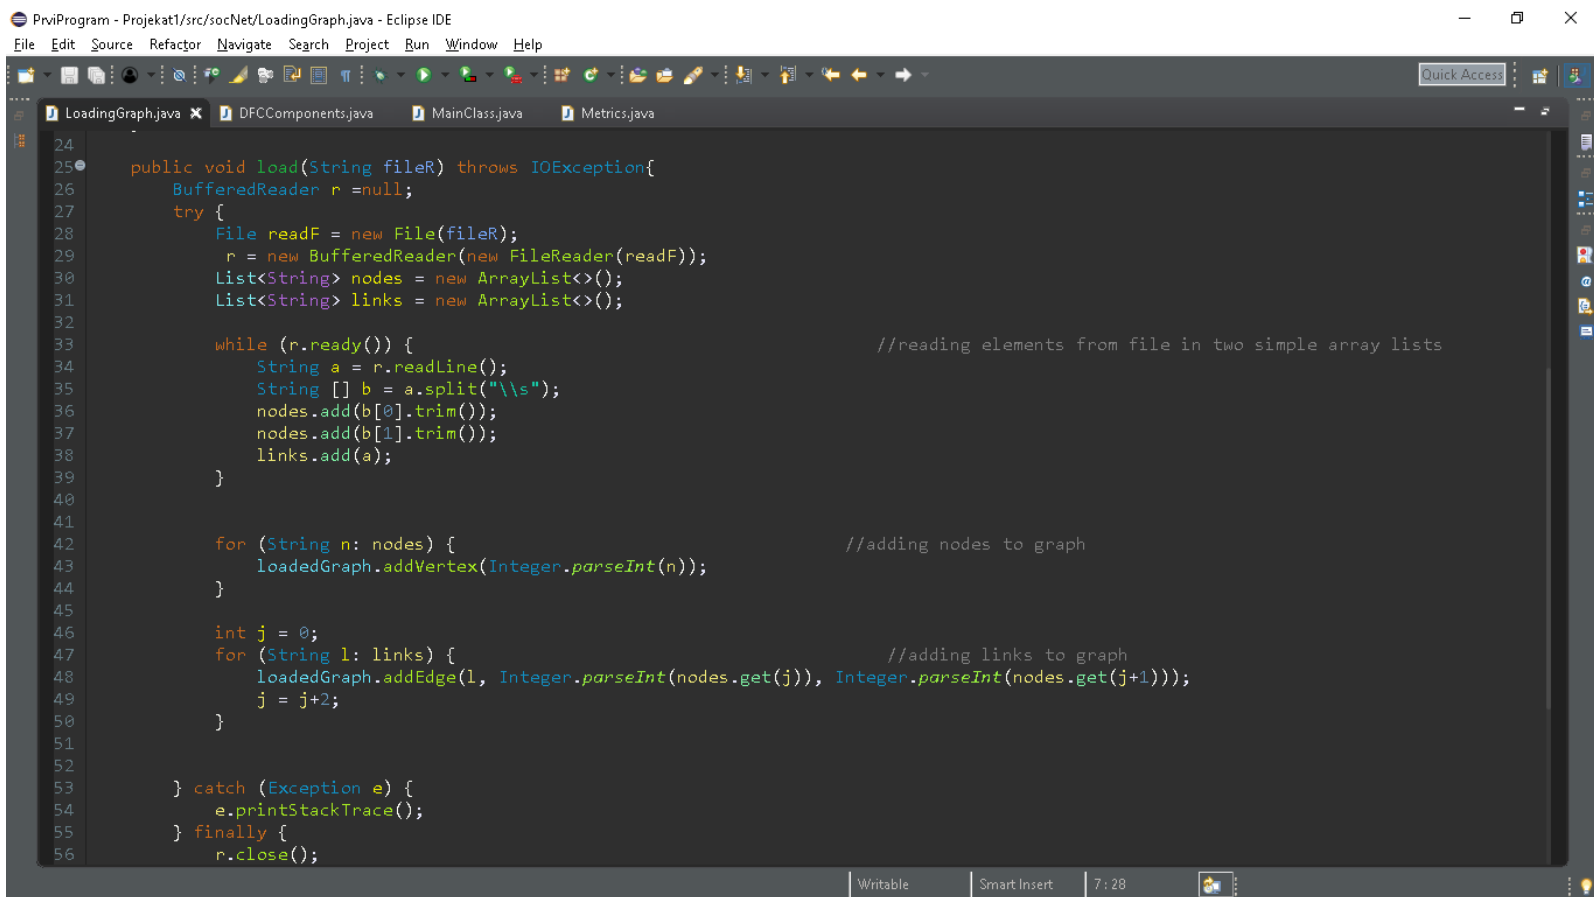 PrviProgram - Projekat1/src/socNet/LoadingGraph.java - Eclipse IDE
File Edit Source Refactor Navigate Search Project Run Window Help
Quick Access
LoadingGraph.java DFCComponents.java MainClass.java Metrics.java
24
25 public void load(String fileR) throws IOException{
26 BufferedReader r =null;
27 try {
28 File readF = new File(fileR);
29 r = new BufferedReader(new FileReader(readF));
30 List<String> nodes = new ArrayList<>();
31 List<String> links = new ArrayList<>();
32
33 while (r.ready()) { //reading elements from file in two simple array lists
34 String a = r.readLine();
35 String [] b = a.split("\\s");
36 nodes.add(b[0].trim());
37 nodes.add(b[1].trim());
38 links.add(a);
39 }
40
41
42 for (String n: nodes) { //adding nodes to graph
43 loadedGraph.addVertex(Integer.parseInt(n));
44 }
45
46 int j = 0;
47 for (String l: links) { //adding links to graph
48 loadedGraph.addEdge(l, Integer.parseInt(nodes.get(j)), Integer.parseInt(nodes.get(j+1)));
49 j = j+2;
50 }
51
52
53 } catch (Exception e) {
54 e.printStackTrace();
55 } finally {
56 r.close();
Writable Smart Insert 7 : 28